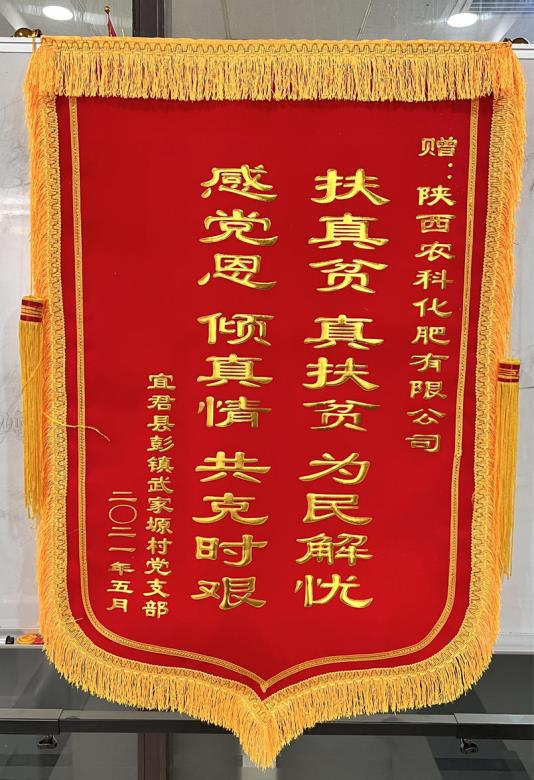 赠：陕西农科化肥有限公司
扶真贫 真扶贫 为民解忧
感党恩 倾真情 共克时艰
宜君县彭镇武家塬村党支部
二〇二一年五月